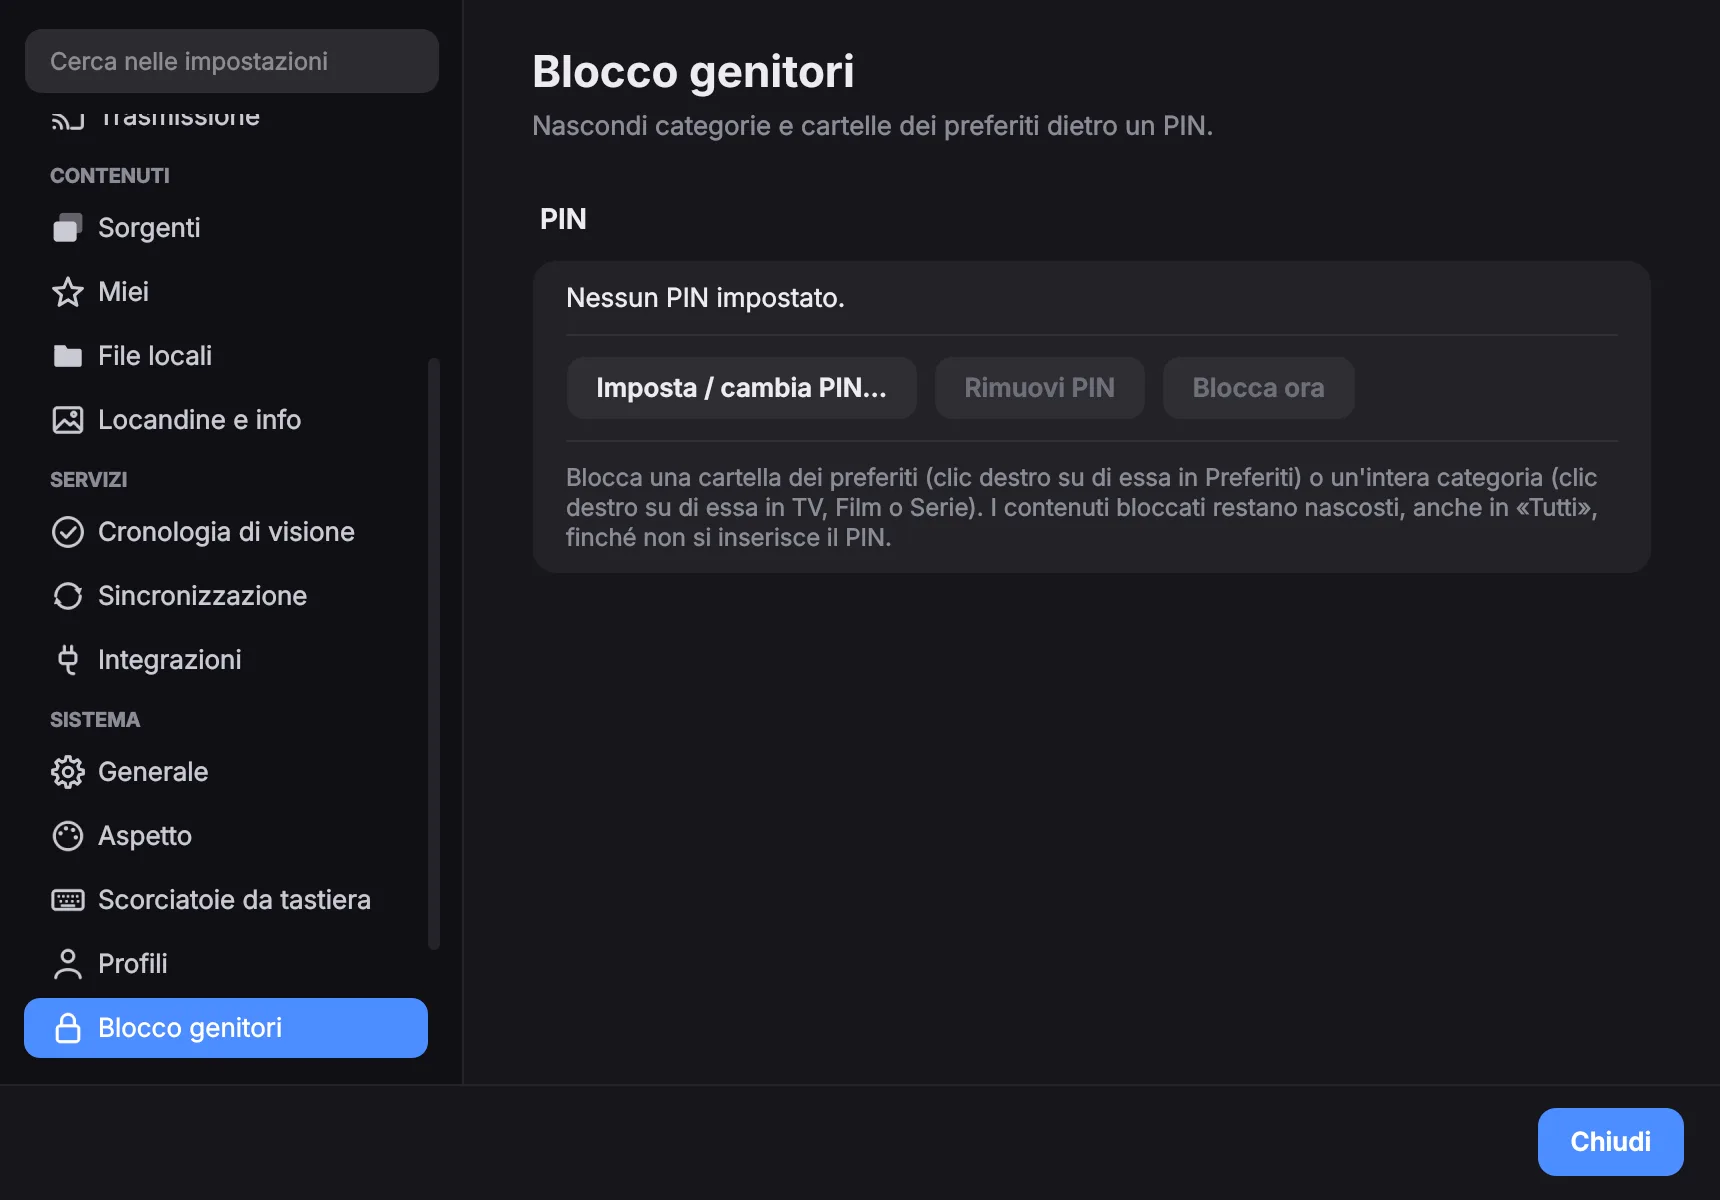 Cerca nelle impostazioni
Trasmissione
CONTENUTI
Sorgenti
Miei
File locali
Locandine e info
SERVIZI
Cronologia di visione
Sincronizzazione
Integrazioni
SISTEMA
Generale
Aspetto
Scorciatoie da tastiera
Profili
Blocco genitori
Blocco genitori
Nascondi categorie e cartelle dei preferiti dietro un PIN.
PIN
Nessun PIN impostato.
Imposta / cambia PIN...
Rimuovi PIN
Blocca ora
Blocca una cartella dei preferiti (clic destro su di essa in Preferiti) o un'intera categoria (clic
destro su di essa in TV, Film o Serie). I contenuti bloccati restano nascosti, anche in «Tutti»,
finché non si inserisce il PIN.
Chiudi